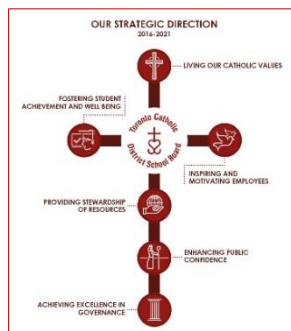 OUR STRATEGIC DIRECTION
2016-2021
LIVING OUR CATHOLIC VALUES
FOSTERING STUDENT
ACHIEVEMENT AND WELL BEING
Toronto Catholic
District School Board
INSPIRING AND
MOTIVATING EMPLOYEES
PROVIDING STEWARDSHIP
OF RESOURCES
ENHANCING PUBLIC
CONFIDENCE
ACHIEVING EXCELLENCE IN
GOVERNANCE